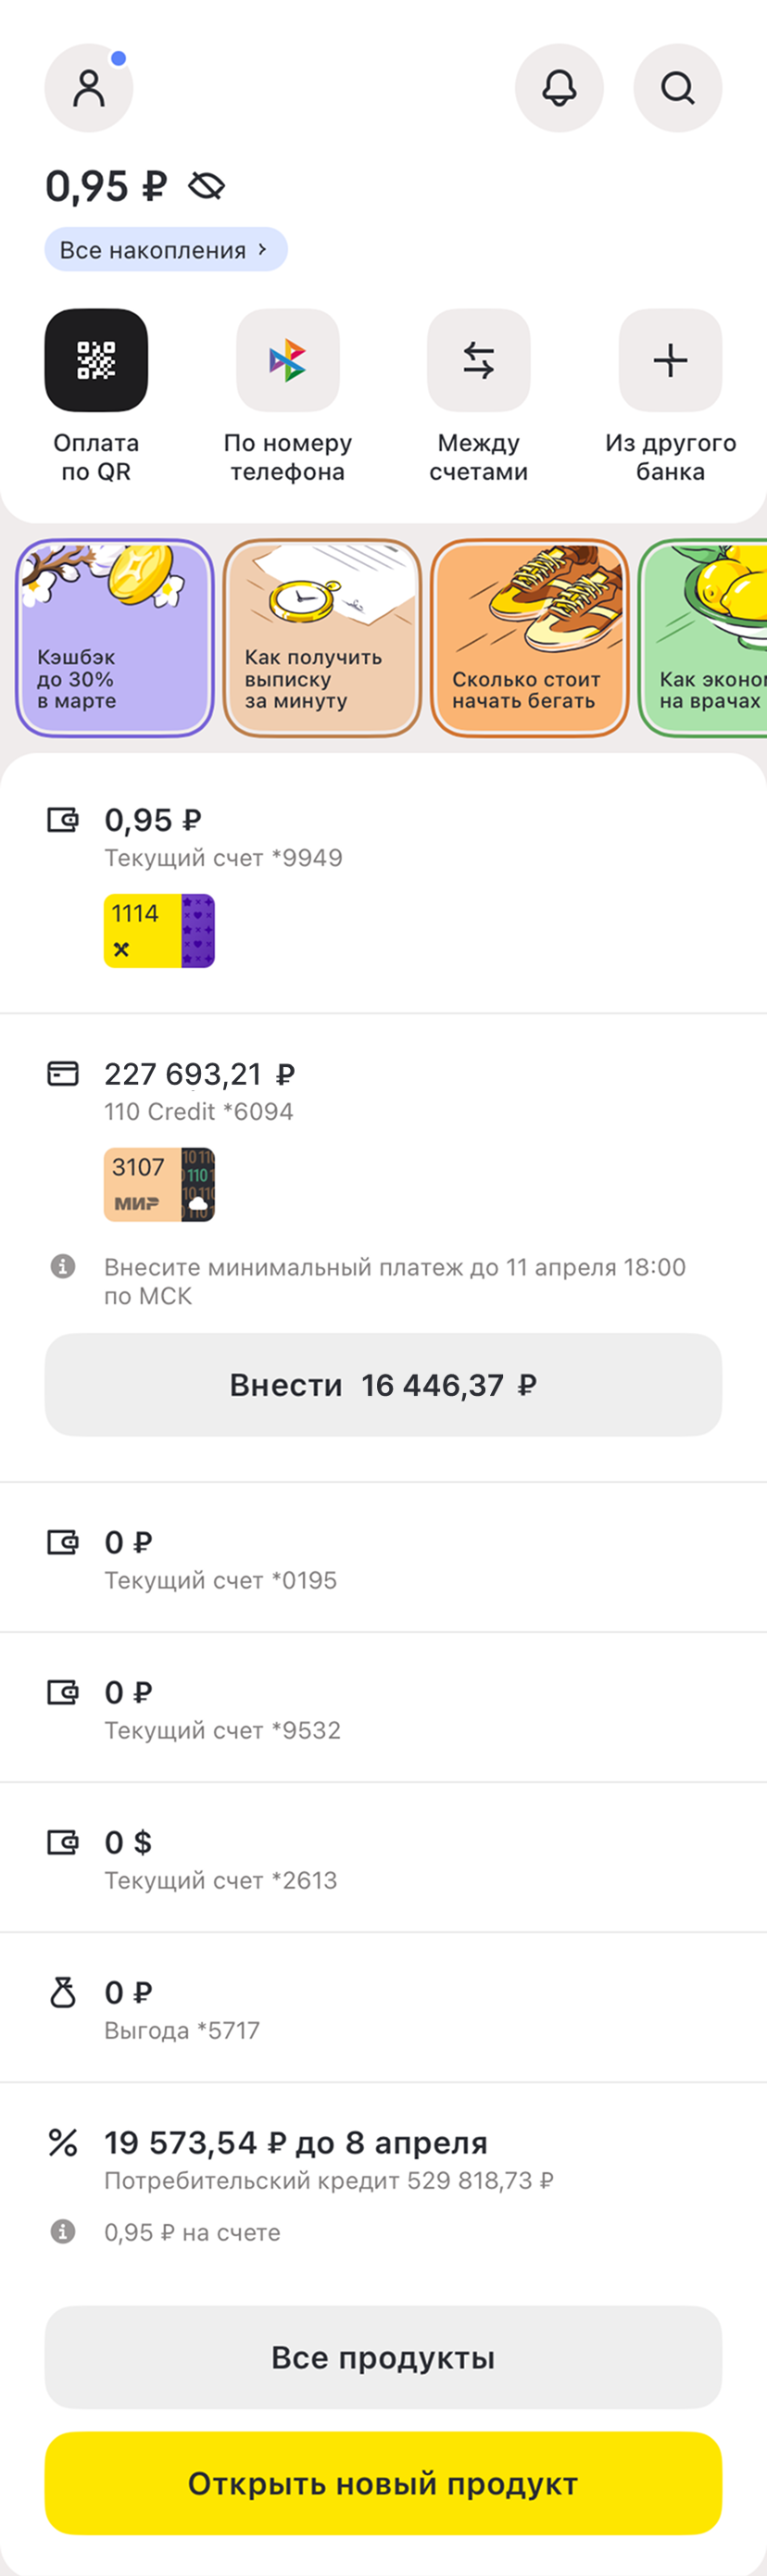 0,95 ₽
Все накопления
Оплата
по QR
По номеру
телефона
Между
счетами
Из другого
банка
Кэшбэк
до 30%
в марте
Как получить
выписку
за минуту
Сколько стоит
начать бегать
Как эконом
на врачах
0,95 ₽
Текущий счет *9949
1114
227 693,21 ₽
110 Credit *6094
3107
110
МИР
Внесите минимальный платеж до 11 апреля 18:00
по МСК
Внести 16 446,37 ₽
0 ₽
Текущий счет *0195
0 ₽
Текущий счет *9532
0 $
Текущий счет *2613
0 ₽
Выгода *5717
19 573,54 ₽ до 8 апреля
Потребительский кредит 529 818,73 ₽
0,95 ₽ на счете
Все продукты
Открыть новый продукт